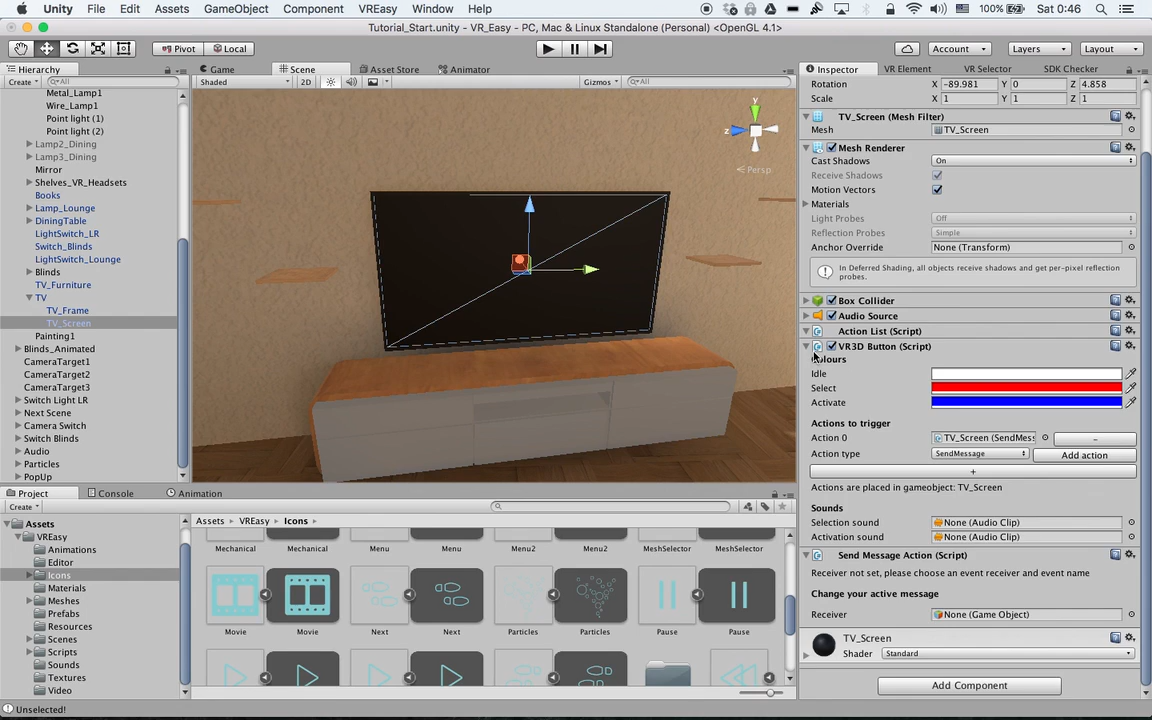 Unity File Edit Assets GameObject Component VREasy Window Help 100% Sat 0:46
Tutorial_Start.unity - VR_Easy - PC, Mac & Linux Standalone (Personal) <OpenGL 4.1>
Pivot Local Account Layers Layout
Hierarchy Game Scene Asset Store Animator Inspector VR Element VR Selector SDK Checker
Create All Shaded 2D Gizmos All
Metal_Lamp1
Wire_Lamp1
Point light (1)
Point light (2)
Lamp2_Dining
Lamp3_Dining
Mirror
Shelves_VR_Headsets
Books
Lamp_Lounge
DiningTable
LightSwitch_LR
Switch_Blinds
LightSwitch_Lounge
Blinds
TV_Furniture
TV
TV_Frame
TV_Screen
Painting1
Blinds_Animated
CameraTarget1
CameraTarget2
CameraTarget3
Switch Light LR
Next Scene
Camera Switch
Switch Blinds
Audio
Particles
PopUp
y
z
Persp
Rotation X -89.981 Y 0 Z 4.858
Scale X 1 Y 1 Z 1
TV_Screen (Mesh Filter)
Mesh TV_Screen
Mesh Renderer
Cast Shadows On
Receive Shadows
Motion Vectors
Materials
Light Probes Off
Reflection Probes Simple
Anchor Override None (Transform)
In Deferred Shading, all objects receive shadows and get per-pixel reflection
probes.
Box Collider
Audio Source
Action List (Script)
VR3D Button (Script)
Idle
Select
Activate
Actions to trigger
Action 0 TV_Screen (SendMess -
Action type SendMessage Add action
+
Actions are placed in gameobject: TV_Screen
Sounds
Selection sound None (Audio Clip)
Activation sound None (Audio Clip)
Send Message Action (Script)
Receiver not set, please choose an event receiver and event name
Change your active message
Receiver None (Game Object)
TV_Screen
Shader Standard
Add Component
Project Console Animation
Create
Assets
VREasy
Animations
Editor
Icons
Materials
Meshes
Prefabs
Resources
Scenes
Scripts
Sounds
Textures
Video
Assets VREasy Icons
Mechanical Mechanical Menu Menu2 Menu2 MeshSelector MeshSelector
Movie Movie Next Next Particles Particles Pause Pause
Unselected!